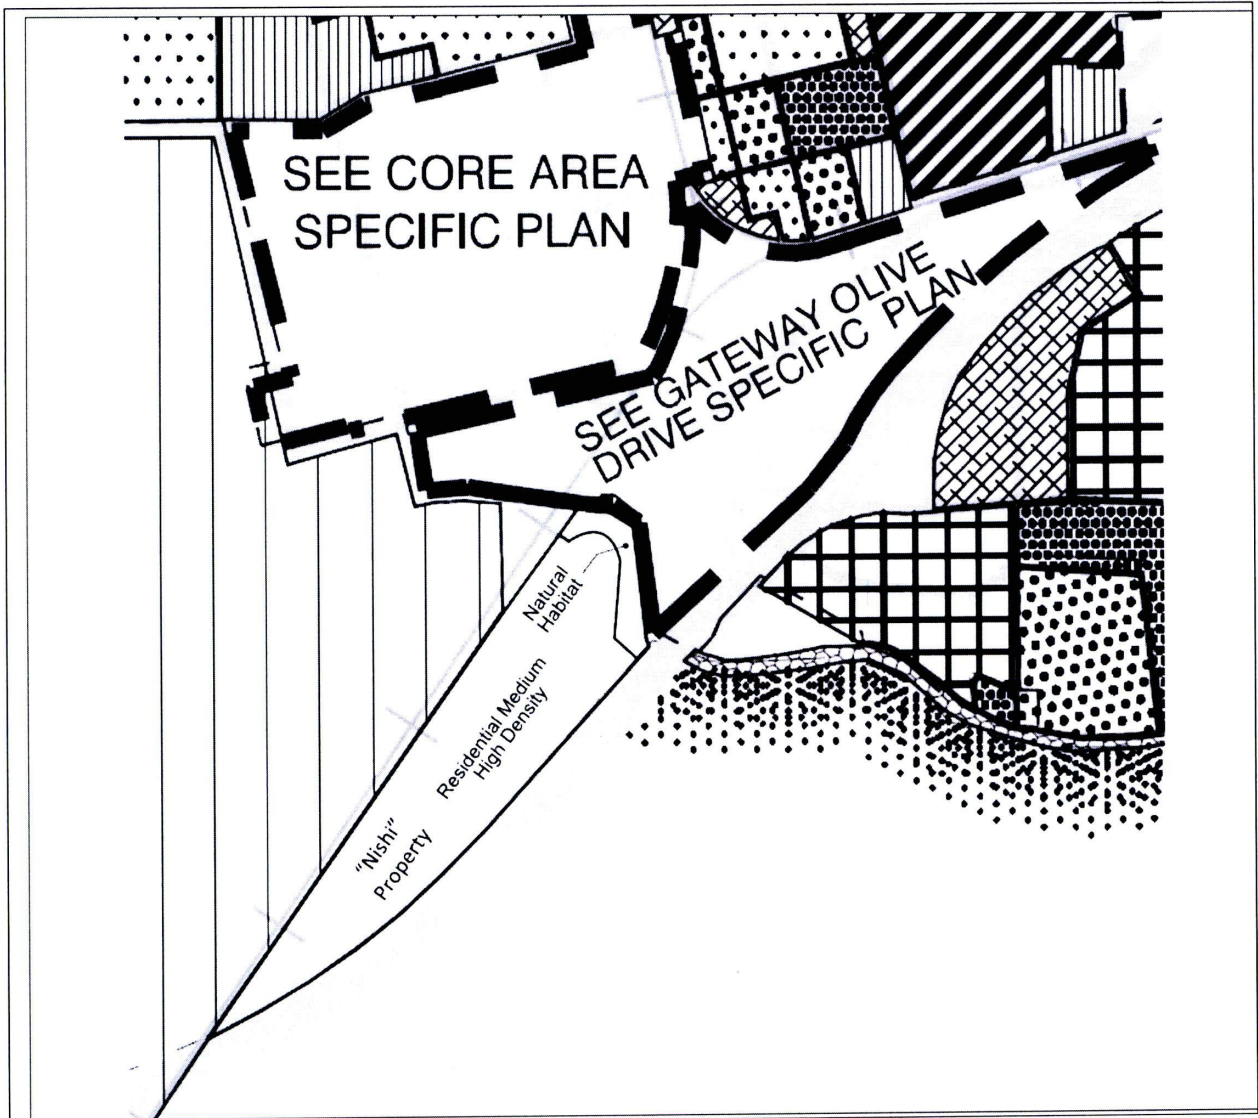 SEE CORE AREA
SPECIFIC PLAN
SEE GATEWAY OLIVE
DRIVE SPECIFIC PLAN
Natural
Habitat
Residential Medium
High Density
“Nishi”
Property